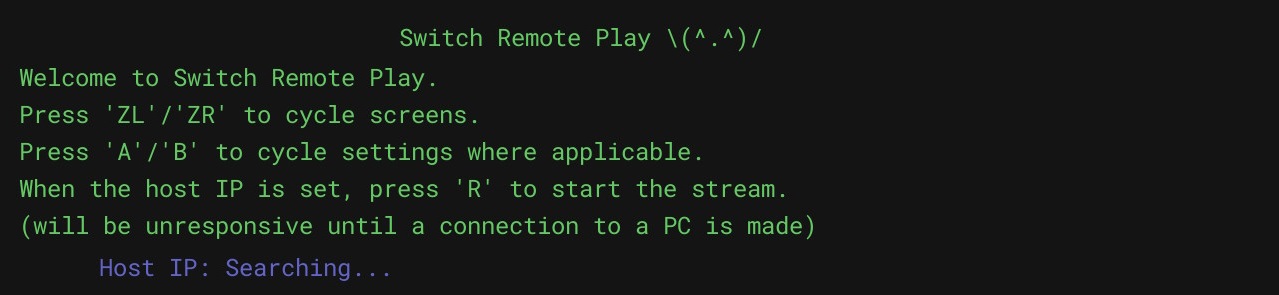 Switch Remote Play \(^.^)/
Welcome to Switch Remote Play.
Press 'ZL'/'ZR' to cycle screens.
Press 'A'/'B' to cycle settings where applicable.
When the host IP is set, press 'R' to start the stream.
(will be unresponsive until a connection to a PC is made)
Host IP: Searching...